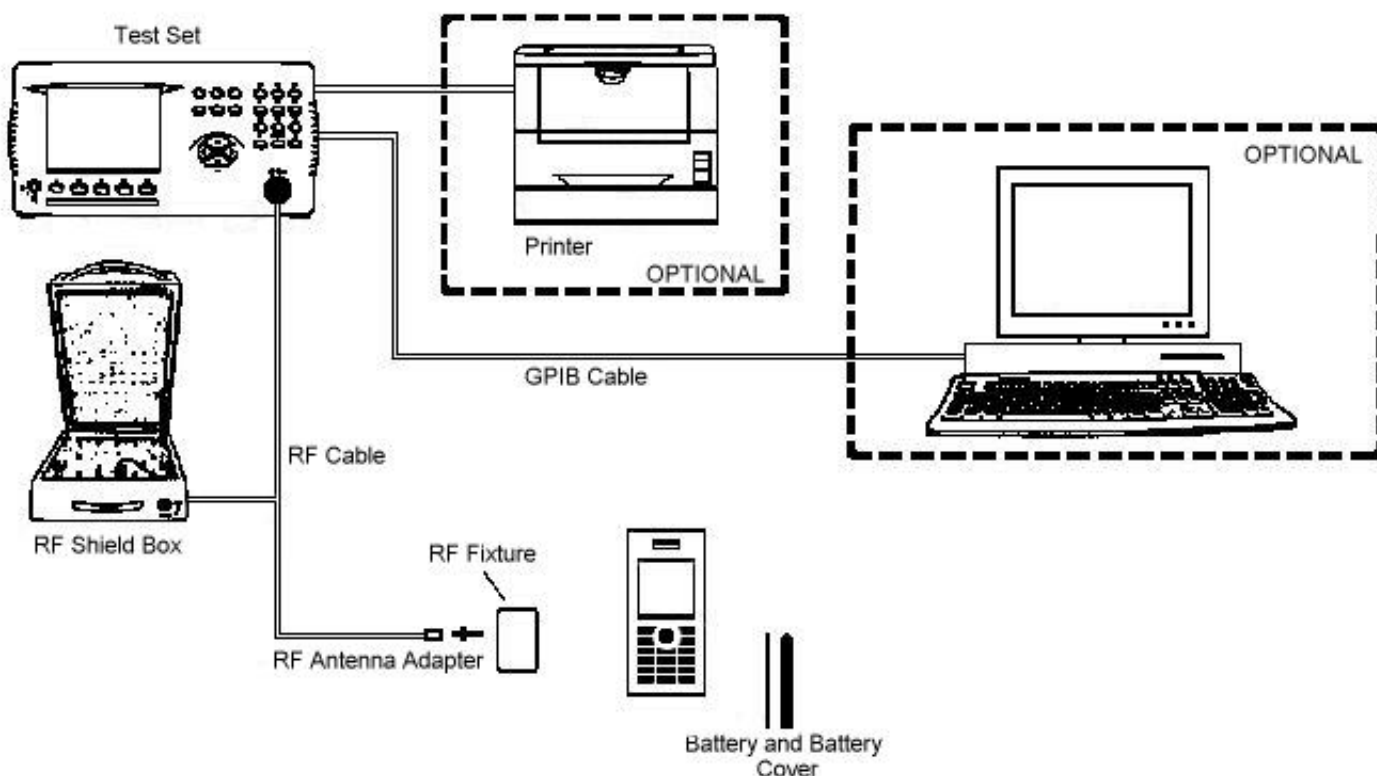 Test Set
Printer
OPTIONAL
OPTIONAL
GPIB Cable
RF Cable
RF Shield Box
RF Fixture
RF Antenna Adapter
Battery and Battery
Cover